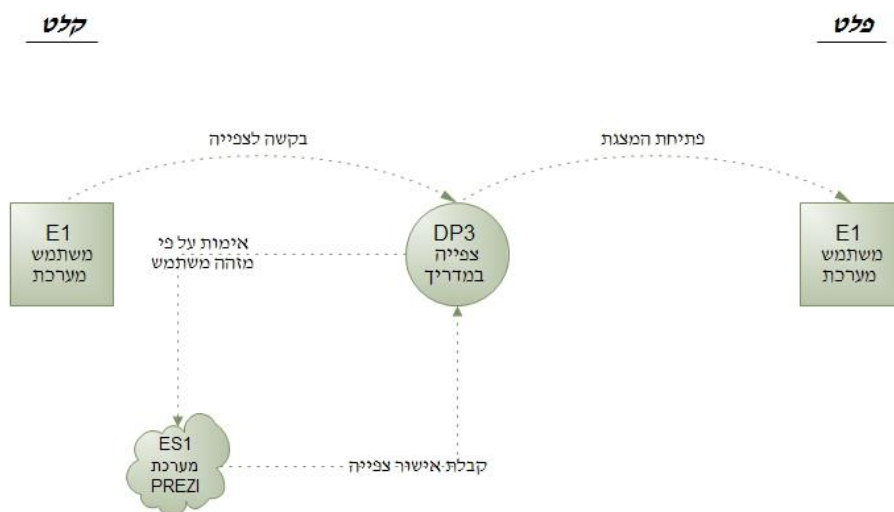 קלט
פלט
בקשה לצפייה
פתיחת המצגת
E1
משתמש
מערכת
אימות על פי
מזהה משתמש
DP3
צפייה
במדריך
E1
משתמש
מערכת
ES1
מערכת
PREZI
קבלת אישור צפייה